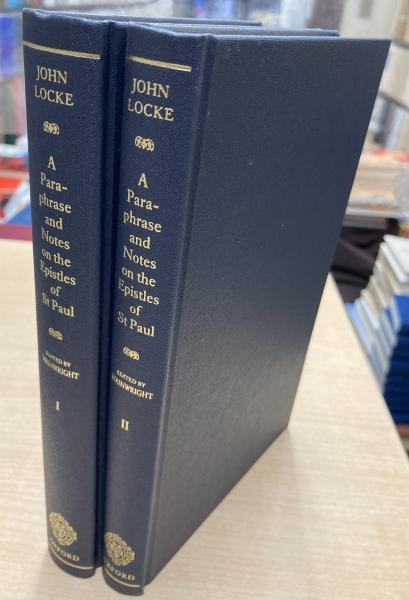 JOHN
LOCKE
A
Para-
phrase
and
Notes
on the
Epistles
of
St Paul
EDITED BY
WAINWRIGHT
I
OXFORD
JOHN
LOCKE
A
Para-
phrase
and
Notes
on the
Epistles
of
St Paul
EDITED BY
WAINWRIGHT
II
OXFORD